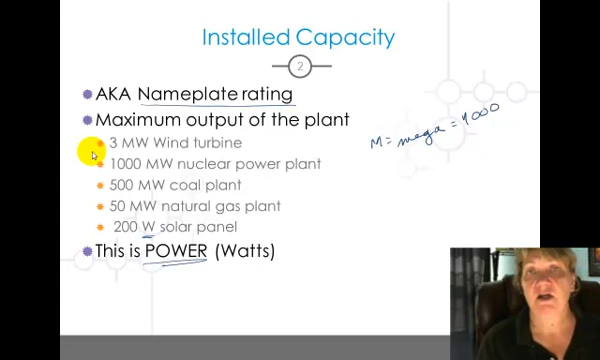 Installed Capacity
2
AKA Nameplate rating
Maximum output of the plant
3 MW Wind turbine
1000 MW nuclear power plant
500 MW coal plant
50 MW natural gas plant
200 W solar panel
This is POWER (Watts)
M = mega = 1000